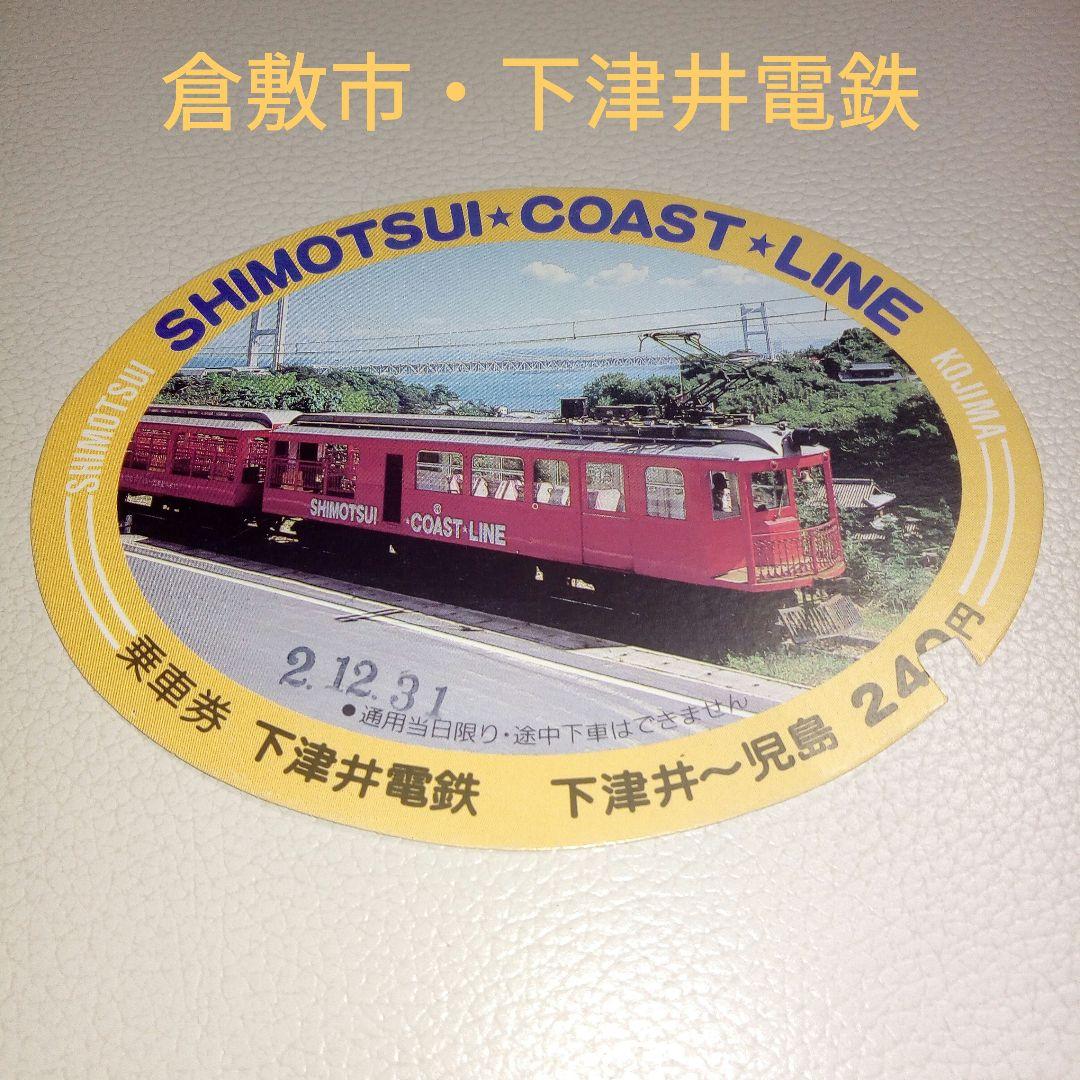 倉敷市・下津井電鉄
SHIMOTSUI★COAST★LINE
SHIMOTSUI
KOJIMA
SHIMOTSUI ★COAST★LINE
2.12.31
●通用当日限り・途中下車はできません
乗車券 下津井電鉄 下津井～児島 240円